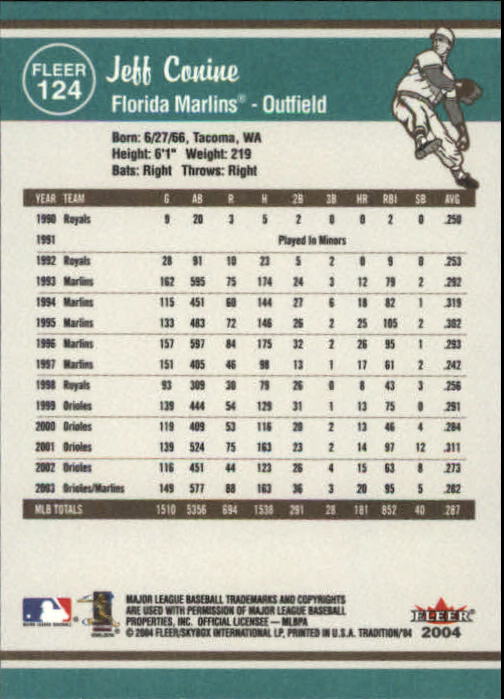 FLEER
124
Jeff Conine
Florida Marlins® - Outfield
Born: 6/27/66, Tacoma, WA
Height: 6'1" Weight: 219
Bats: Right Throws: Right
YEAR TEAM G AB R H 2B 3B HR RBI SB AVG
1990 Royals 9 20 3 5 2 0 0 2 0 .250
1991 Played In Minors
1992 Royals 28 91 10 23 5 2 0 9 0 .253
1993 Marlins 162 595 75 174 24 3 12 79 2 .292
1994 Marlins 115 451 60 144 27 6 18 82 1 .319
1995 Marlins 133 483 72 146 26 2 25 105 2 .302
1996 Marlins 157 597 84 175 32 2 26 95 1 .293
1997 Marlins 151 405 46 98 13 1 17 61 2 .242
1998 Royals 93 309 30 79 26 0 8 43 3 .256
1999 Orioles 139 444 54 129 31 1 13 75 0 .291
2000 Orioles 119 409 53 116 20 2 13 46 4 .284
2001 Orioles 139 524 75 163 23 2 14 97 12 .311
2002 Orioles 116 451 44 123 26 4 15 63 8 .273
2003 Orioles/Marlins 149 577 88 163 36 3 20 95 5 .282
MLB TOTALS 1510 5356 694 1538 291 28 181 852 40 .287
MAJOR LEAGUE BASEBALL TRADEMARKS AND COPYRIGHTS
ARE USED WITH PERMISSION OF MAJOR LEAGUE BASEBALL
PROPERTIES, INC. OFFICIAL LICENSEE — MLBPA
© 2004 FLEER/SKYBOX INTERNATIONAL LP, PRINTED IN U.S.A. TRADITION/'04
FLEER
2004